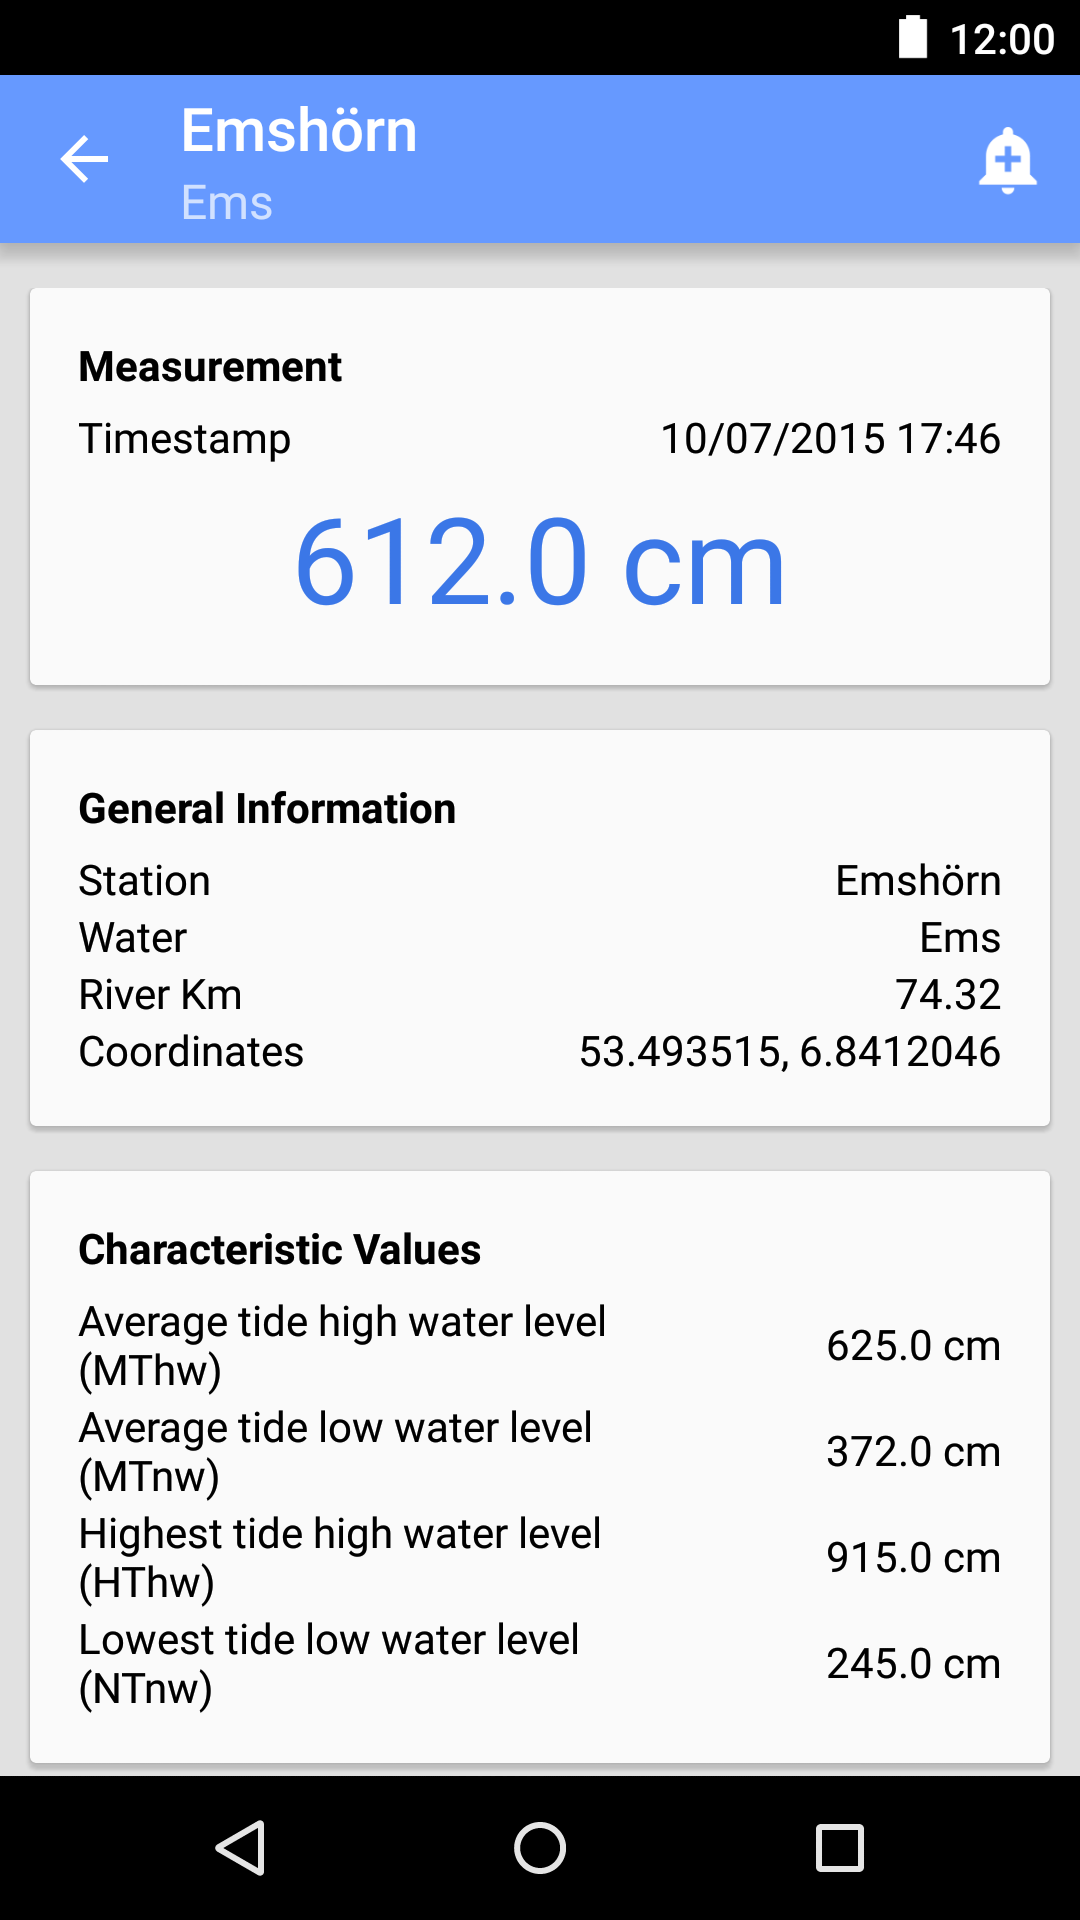 12:00
Emshörn
Ems
Measurement
Timestamp 10/07/2015 17:46
612.0 cm
General Information
Station Emshörn
Water Ems
River Km 74.32
Coordinates 53.493515, 6.8412046
Characteristic Values
Average tide high water level
(MThw) 625.0 cm
Average tide low water level
(MTnw) 372.0 cm
Highest tide high water level
(HThw) 915.0 cm
Lowest tide low water level
(NTnw) 245.0 cm